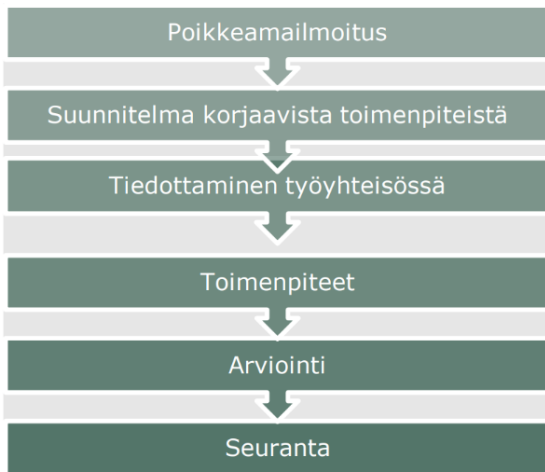 Poikkeamailmoitus
Suunnitelma korjaavista toimenpiteistä
Tiedottaminen työyhteisössä
Toimenpiteet
Arviointi
Seuranta